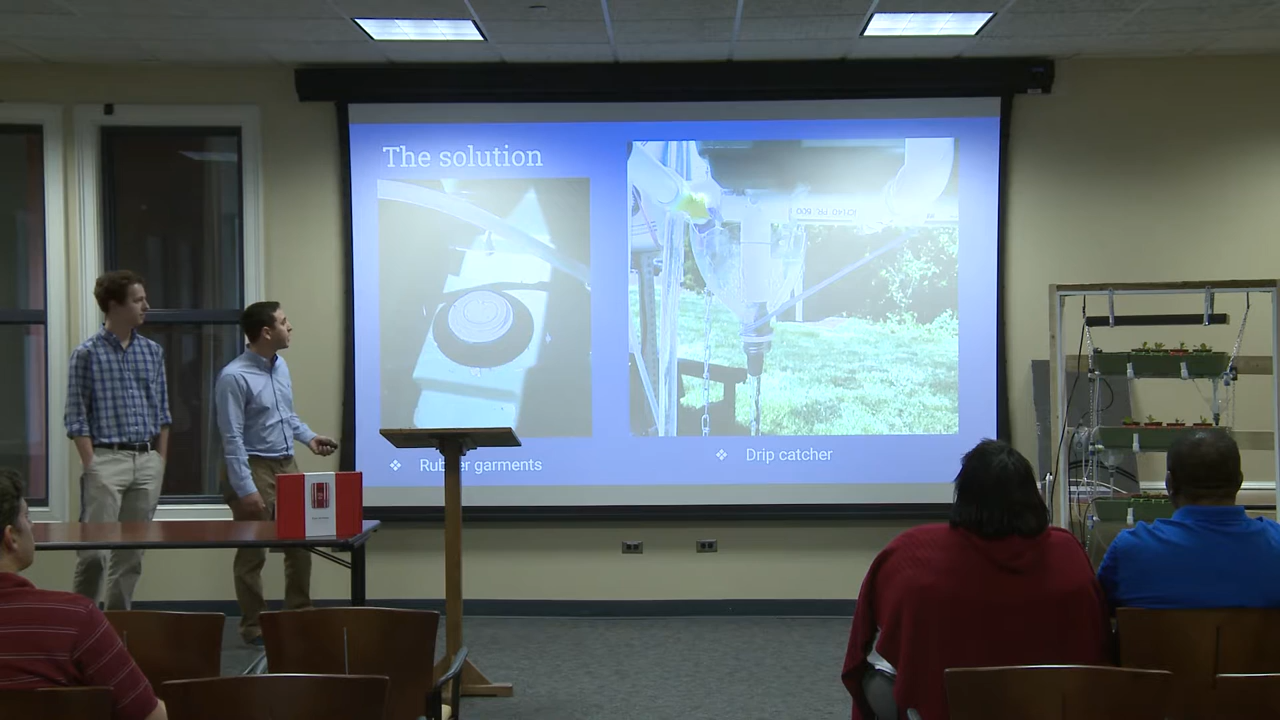 The solution
❖ Rubber garments
❖ Drip catcher